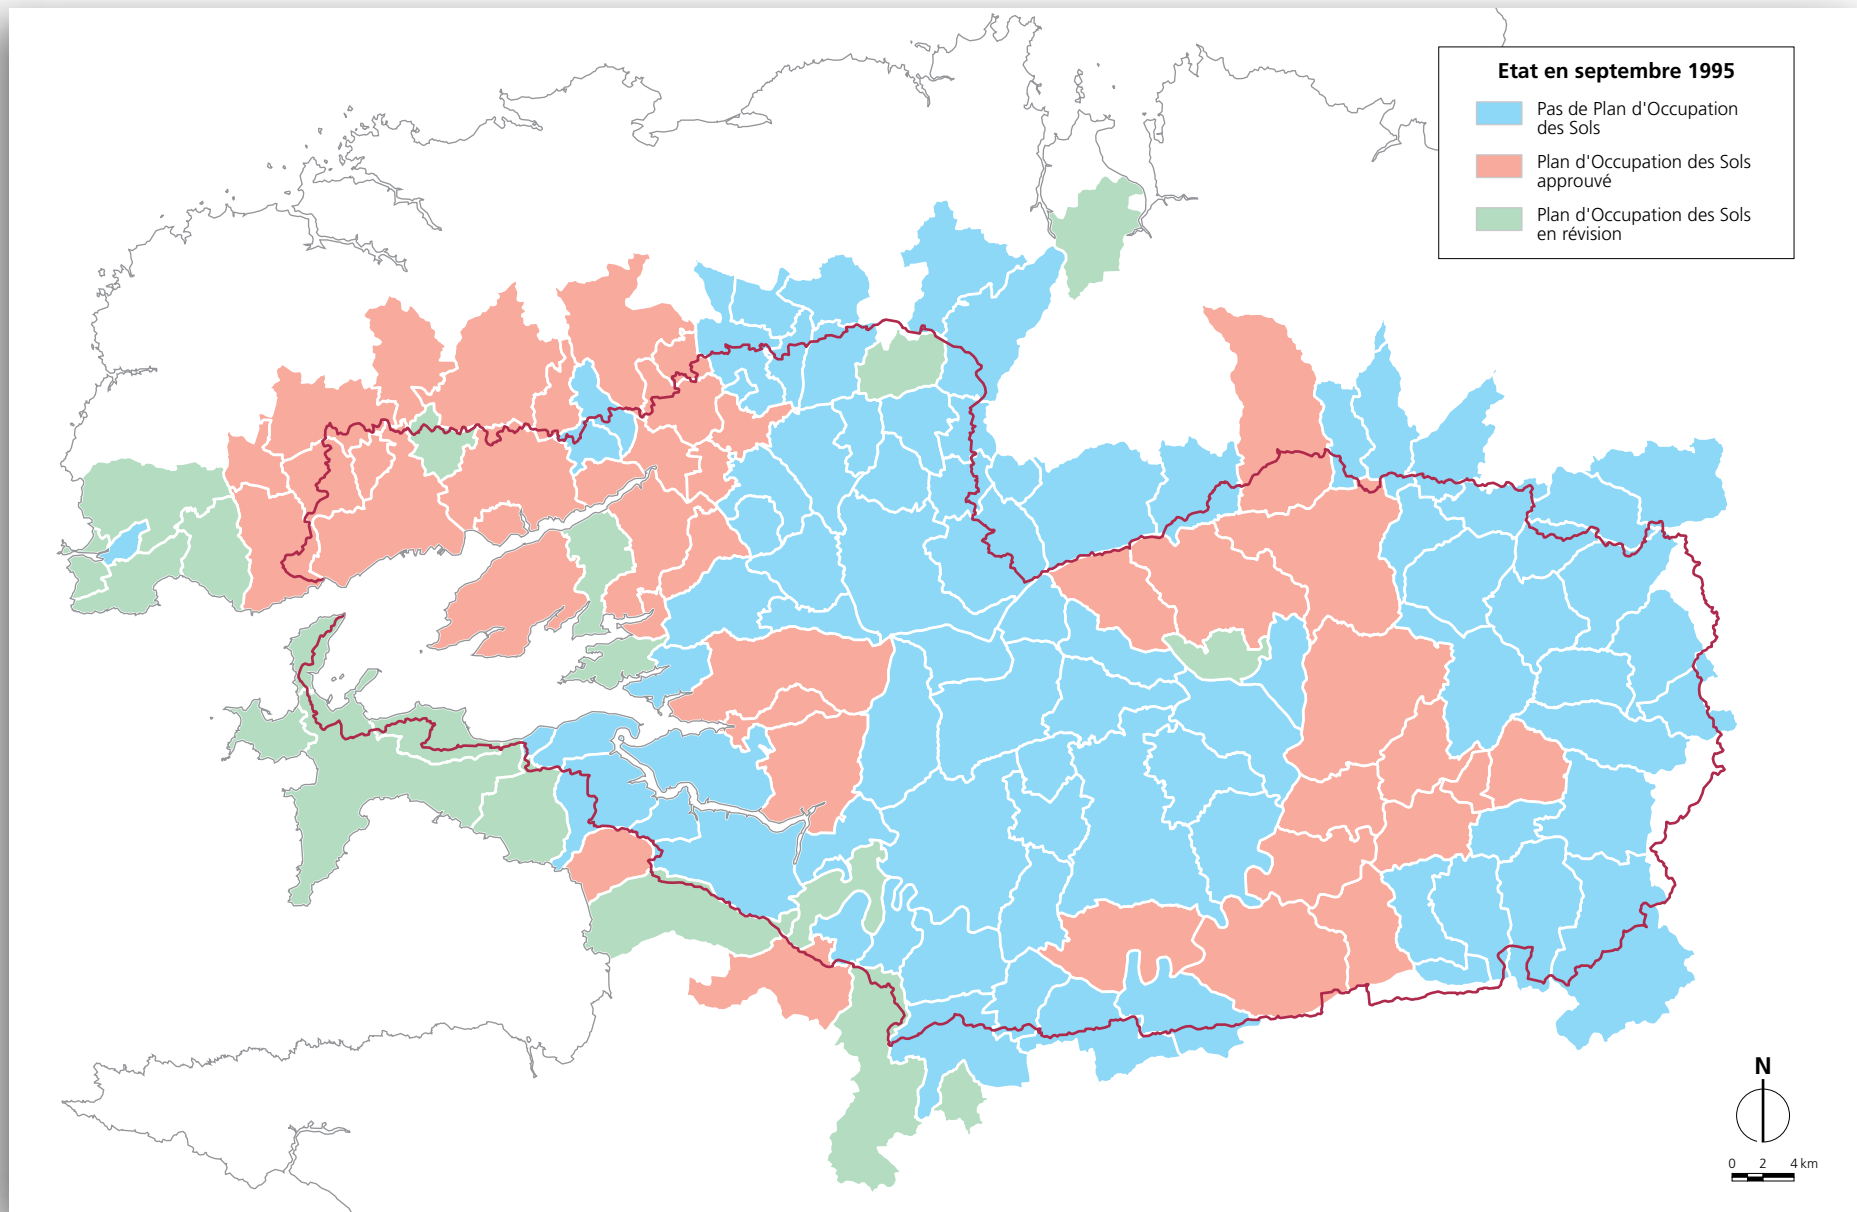 Etat en septembre 1995
Pas de Plan d'Occupation
des Sols
Plan d'Occupation des Sols
approuvé
Plan d'Occupation des Sols
en révision
N
0 2 4 km